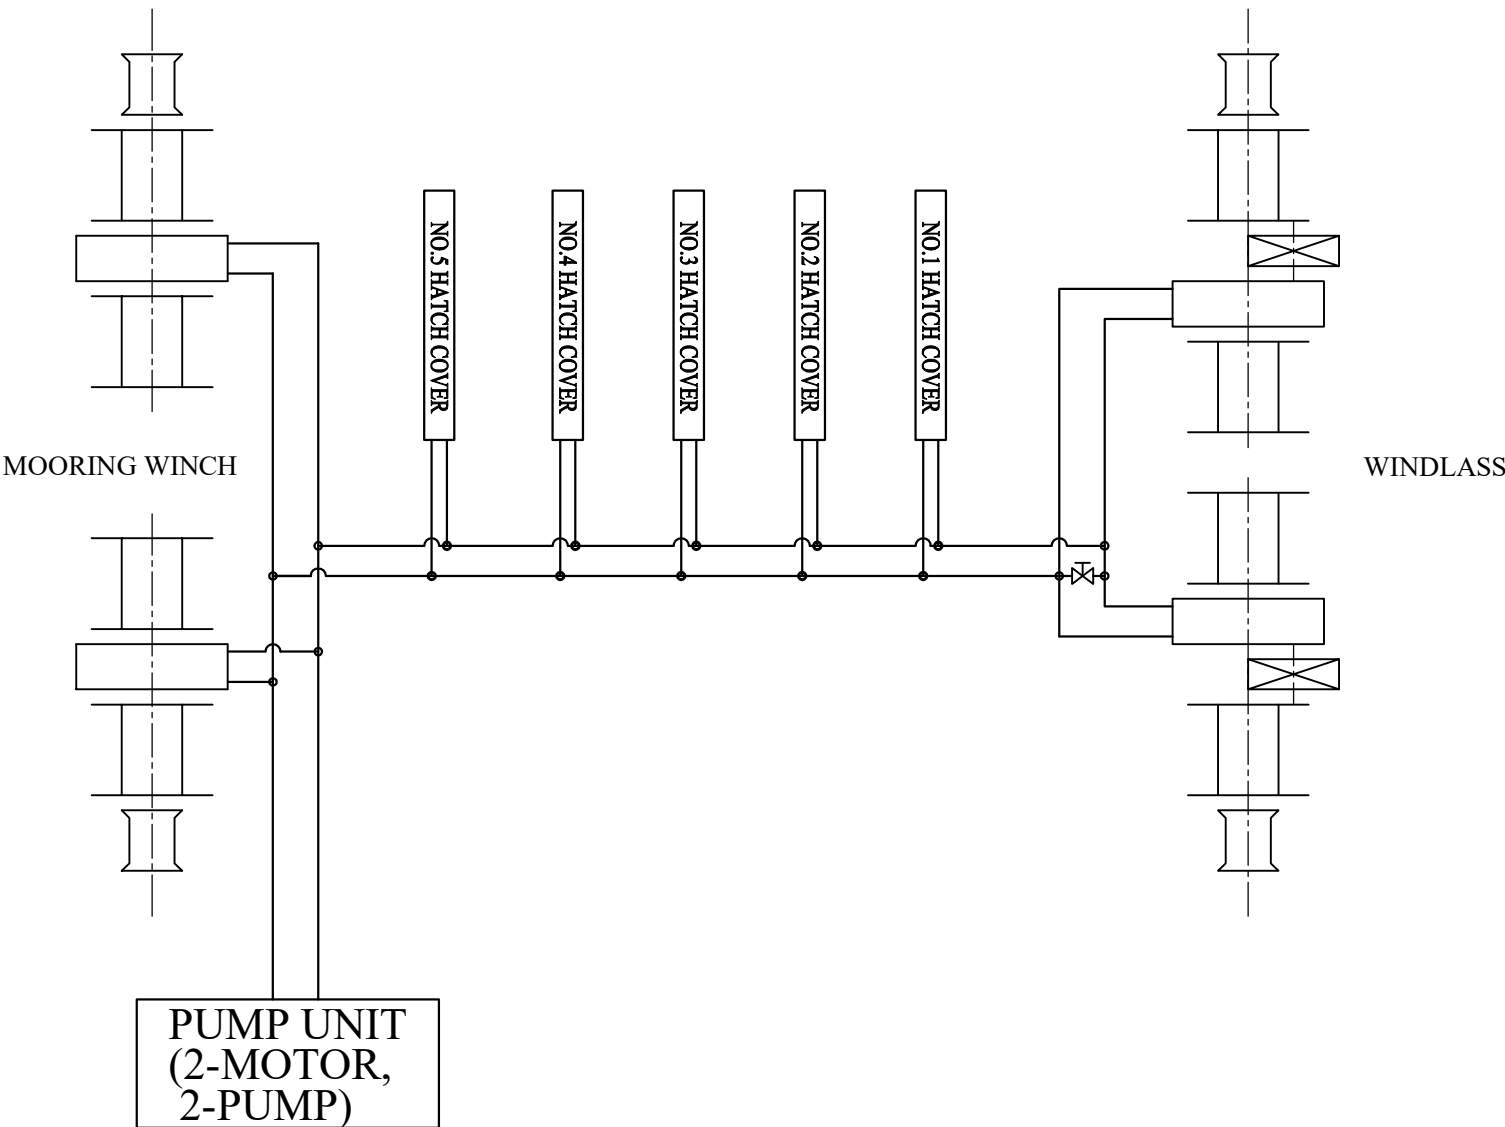 NO.5 HATCH COVER
NO.4 HATCH COVER
NO.3 HATCH COVER
NO.2 HATCH COVER
NO.1 HATCH COVER
MOORING WINCH
WINDLASS
PUMP UNIT
(2-MOTOR,
2-PUMP)